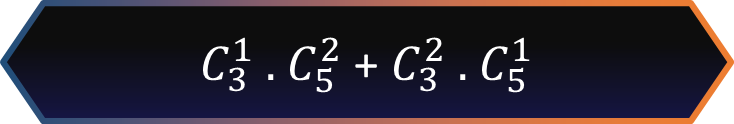 $C_3^1 . C_5^2 + C_3^2 . C_5^1$